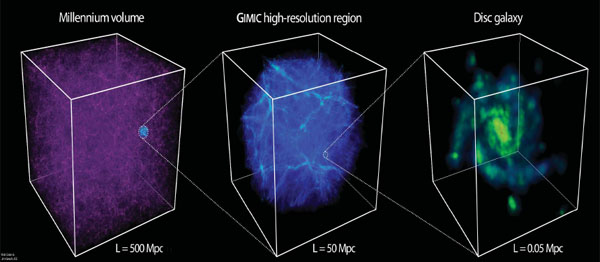 Millennium volume
GIMIC high-resolution region
Disc galaxy
L = 500 Mpc
L = 50 Mpc
L = 0.05 Mpc